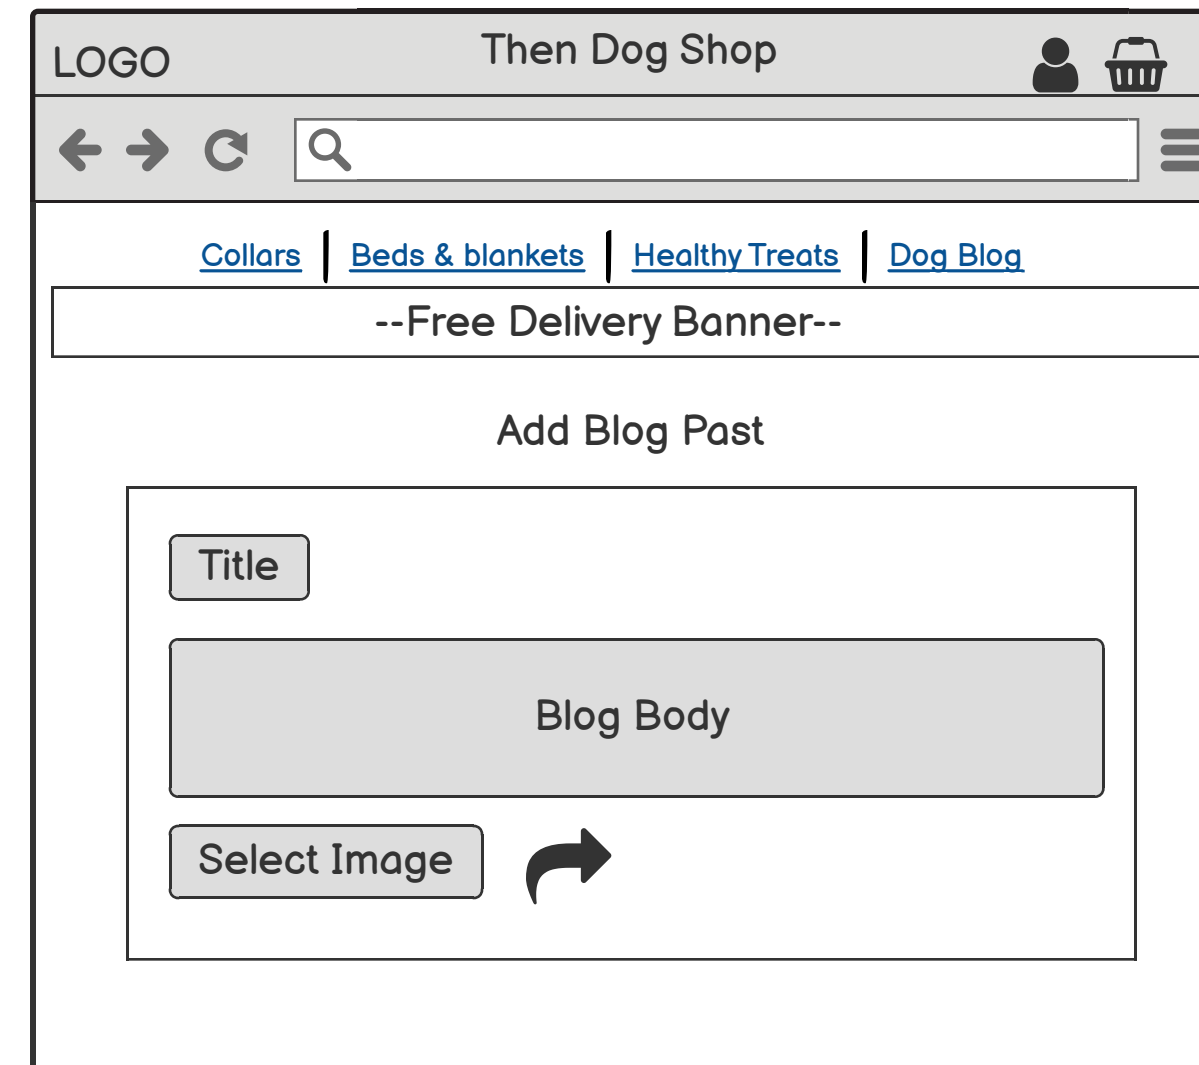 LOGO
Then Dog Shop
Collars
Beds & blankets
Healthy Treats
Dog Blog
--Free Delivery Banner--
Add Blog Past
Title
Blog Body
Select Image